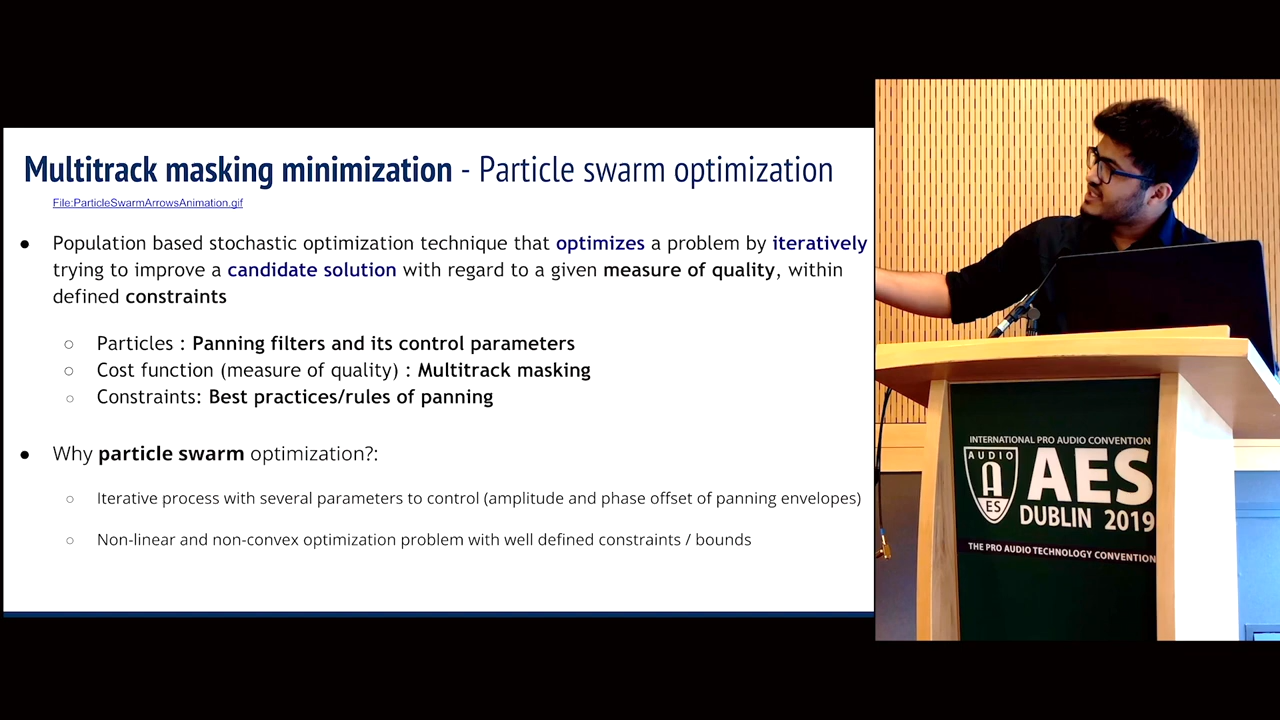 Multitrack masking minimization - Particle swarm optimization
File:ParticleSwarmArrowsAnimation.gif
● Population based stochastic optimization technique that optimizes a problem by iteratively
trying to improve a candidate solution with regard to a given measure of quality, within
defined constraints
○ Particles : Panning filters and its control parameters
○ Cost function (measure of quality) : Multitrack masking
○ Constraints: Best practices/rules of panning
● Why particle swarm optimization?:
○ Iterative process with several parameters to control (amplitude and phase offset of panning envelopes)
○ Non-linear and non-convex optimization problem with well defined constraints / bounds
INTERNATIONAL PRO AUDIO CONVENTION
AUDIO
A
ES
AES
DUBLIN 2019
THE PRO AUDIO TECHNOLOGY CONVENTION